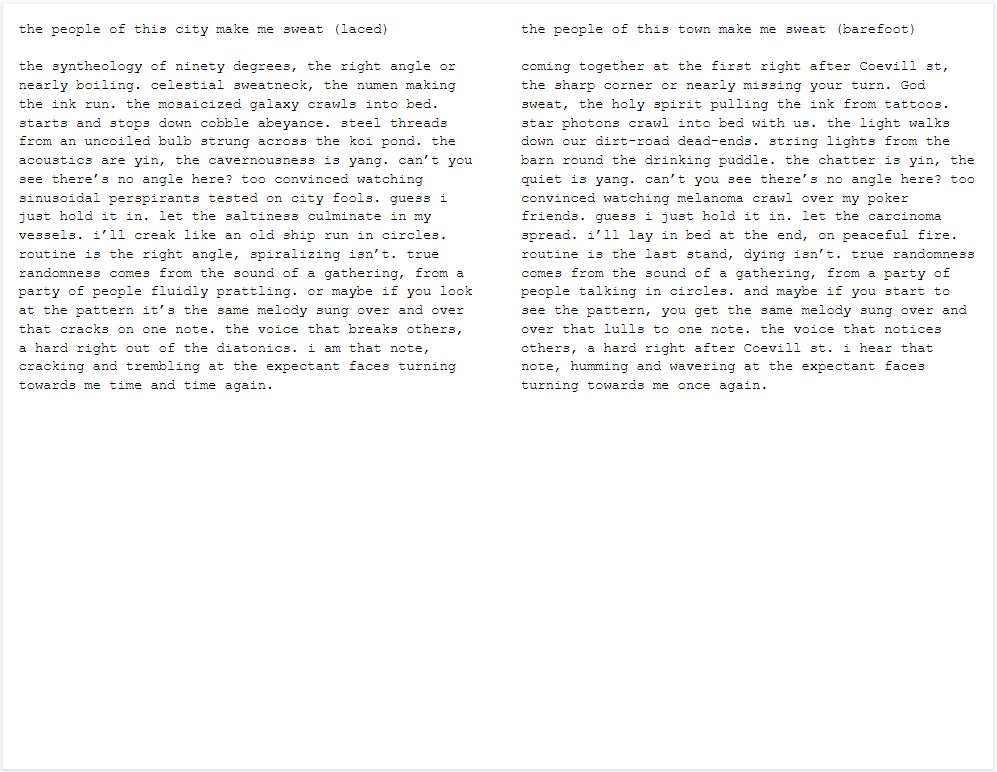 the people of this city make me sweat (laced)
the syntheology of ninety degrees, the right angle or
nearly boiling. celestial sweatneck, the numen making
the ink run. the mosaicized galaxy crawls into bed.
starts and stops down cobble abeyance. steel threads
from an uncoiled bulb strung across the koi pond. the
acoustics are yin, the cavernousness is yang. can’t you
see there’s no angle here? too convinced watching
sinusoidal perspirants tested on city fools. guess i
just hold it in. let the saltiness culminate in my
vessels. i’ll creak like an old ship run in circles.
routine is the right angle, spiralizing isn’t. true
randomness comes from the sound of a gathering, from a
party of people fluidly prattling. or maybe if you look
at the pattern it’s the same melody sung over and over
that cracks on one note. the voice that breaks others,
a hard right out of the diatonics. i am that note,
cracking and trembling at the expectant faces turning
towards me time and time again.
the people of this town make me sweat (barefoot)
coming together at the first right after Coevill st,
the sharp corner or nearly missing your turn. God
sweat, the holy spirit pulling the ink from tattoos.
star photons crawl into bed with us. the light walks
down our dirt-road dead-ends. string lights from the
barn round the drinking puddle. the chatter is yin, the
quiet is yang. can’t you see there’s no angle here? too
convinced watching melanoma crawl over my poker
friends. guess i just hold it in. let the carcinoma
spread. i’ll lay in bed at the end, on peaceful fire.
routine is the last stand, dying isn’t. true randomness
comes from the sound of a gathering, from a party of
people talking in circles. and maybe if you start to
see the pattern, you get the same melody sung over and
over that lulls to one note. the voice that notices
others, a hard right after Coevill st. i hear that
note, humming and wavering at the expectant faces
turning towards me once again.